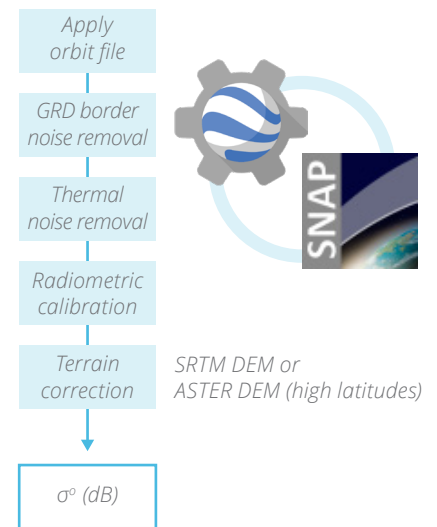 Apply
orbit file
GRD border
noise removal
Thermal
noise removal
Radiometric
calibration
Terrain
correction
SRTM DEM or
ASTER DEM (high latitudes)
σᵒ (dB)
SNAP